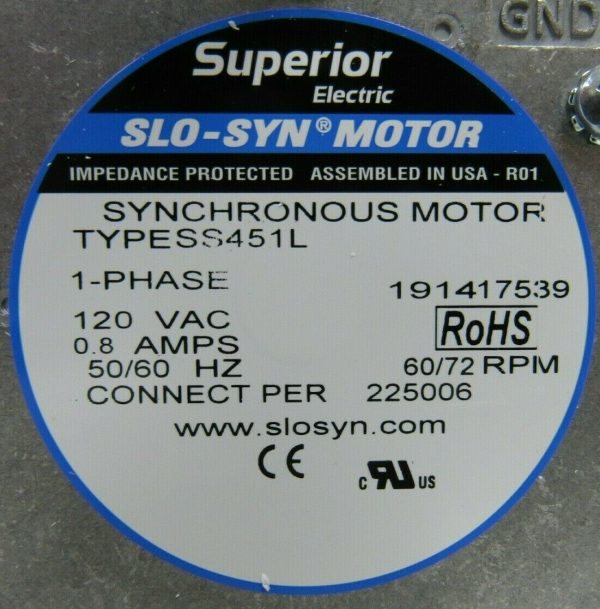 GND
Superior
Electric
SLO-SYN® MOTOR
IMPEDANCE PROTECTED ASSEMBLED IN USA - R01
SYNCHRONOUS MOTOR
TYPESS451L
1-PHASE
191417539
120 VAC
RoHS
0.8 AMPS
50/60 HZ
60/72 RPM
CONNECT PER 225006
www.slosyn.com
CE
c RU US